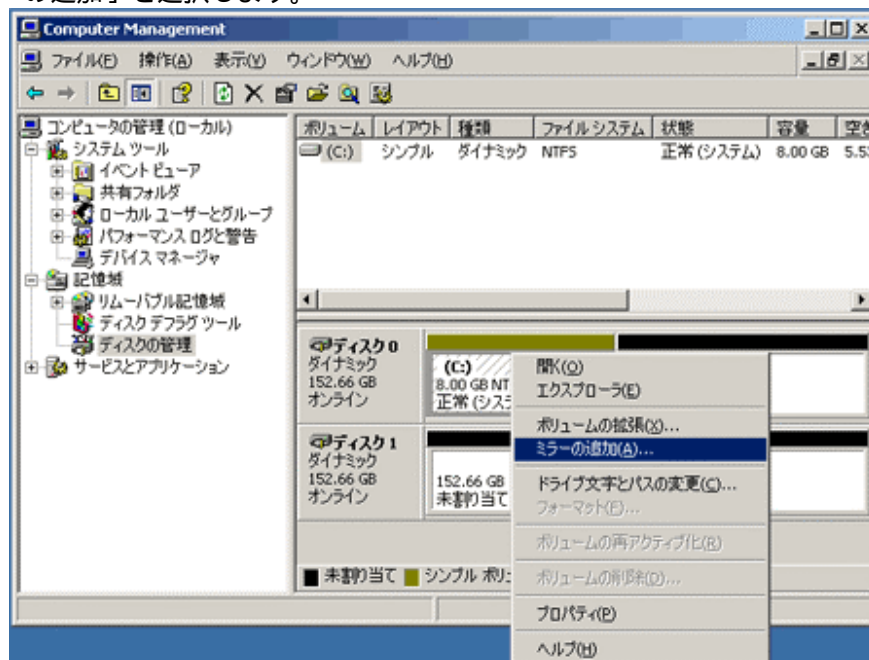 の追加」を選択します。
Computer Management
ファイル(F) 操作(A) 表示(V) ウィンドウ(W) ヘルプ(H)
コンピュータの管理 (ローカル)
システム ツール
イベント ビューア
共有フォルダ
ローカル ユーザーとグループ
パフォーマンス ログと警告
デバイス マネージャ
記憶域
リムーバブル記憶域
ディスク デフラグ ツール
ディスクの管理
サービスとアプリケーション
ボリューム レイアウト 種類 ファイル システム 状態 容量 空き
(C:) シンプル ダイナミック NTFS 正常 (システム) 8.00 GB 5.5
ディスク 0
ダイナミック
152.66 GB
オンライン
(C:)
8.00 GB NT
正常 (シス
ディスク 1
ダイナミック
152.66 GB
オンライン
152.66 GB
未割り当て
未割り当て シンプル ボリ
開く(O)
エクスプローラ(E)
ボリュームの拡張(X)...
ミラーの追加(A)...
ドライブ文字とパスの変更(C)...
フォーマット(F)...
ボリュームの再アクティブ化(R)
ボリュームの削除(D)...
プロパティ(P)
ヘルプ(H)